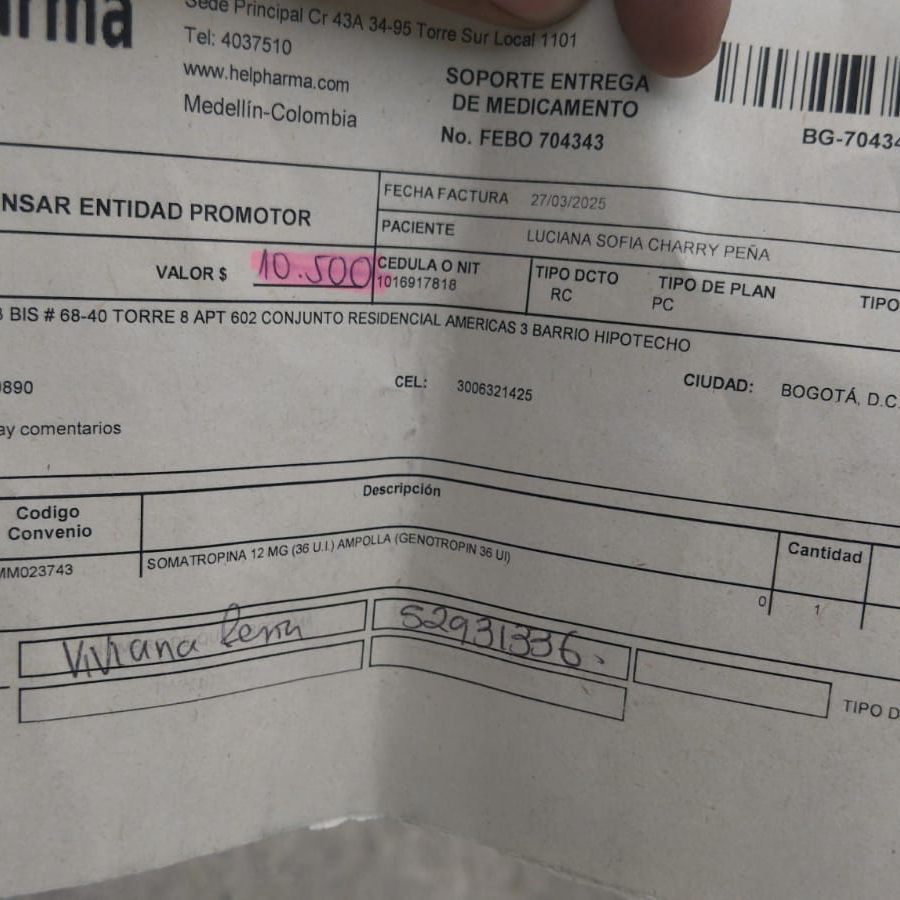 arma
Sede Principal Cr 43A 34-95 Torre Sur Local 1101
Tel: 4037510
www.helpharma.com
Medellín-Colombia
SOPORTE ENTREGA
DE MEDICAMENTO
No. FEBO 704343
BG-70434
NSAR ENTIDAD PROMOTOR
FECHA FACTURA 27/03/2025
PACIENTE LUCIANA SOFIA CHARRY PEÑA
VALOR $ 10.500
CEDULA O NIT
1016917818
TIPO DCTO
RC
TIPO DE PLAN
PC
TIPO
BIS # 68-40 TORRE 8 APT 602 CONJUNTO RESIDENCIAL AMERICAS 3 BARRIO HIPOTECHO
890 CEL: 3006321425 CIUDAD: BOGOTÁ, D.C.
ay comentarios
Codigo
Convenio
Descripción
Cantidad
MM023743 SOMATROPINA 12 MG (36 U.I.) AMPOLLA (GENOTROPIN 36 UI) 0 1
Viviana 52931336.
TIPO D